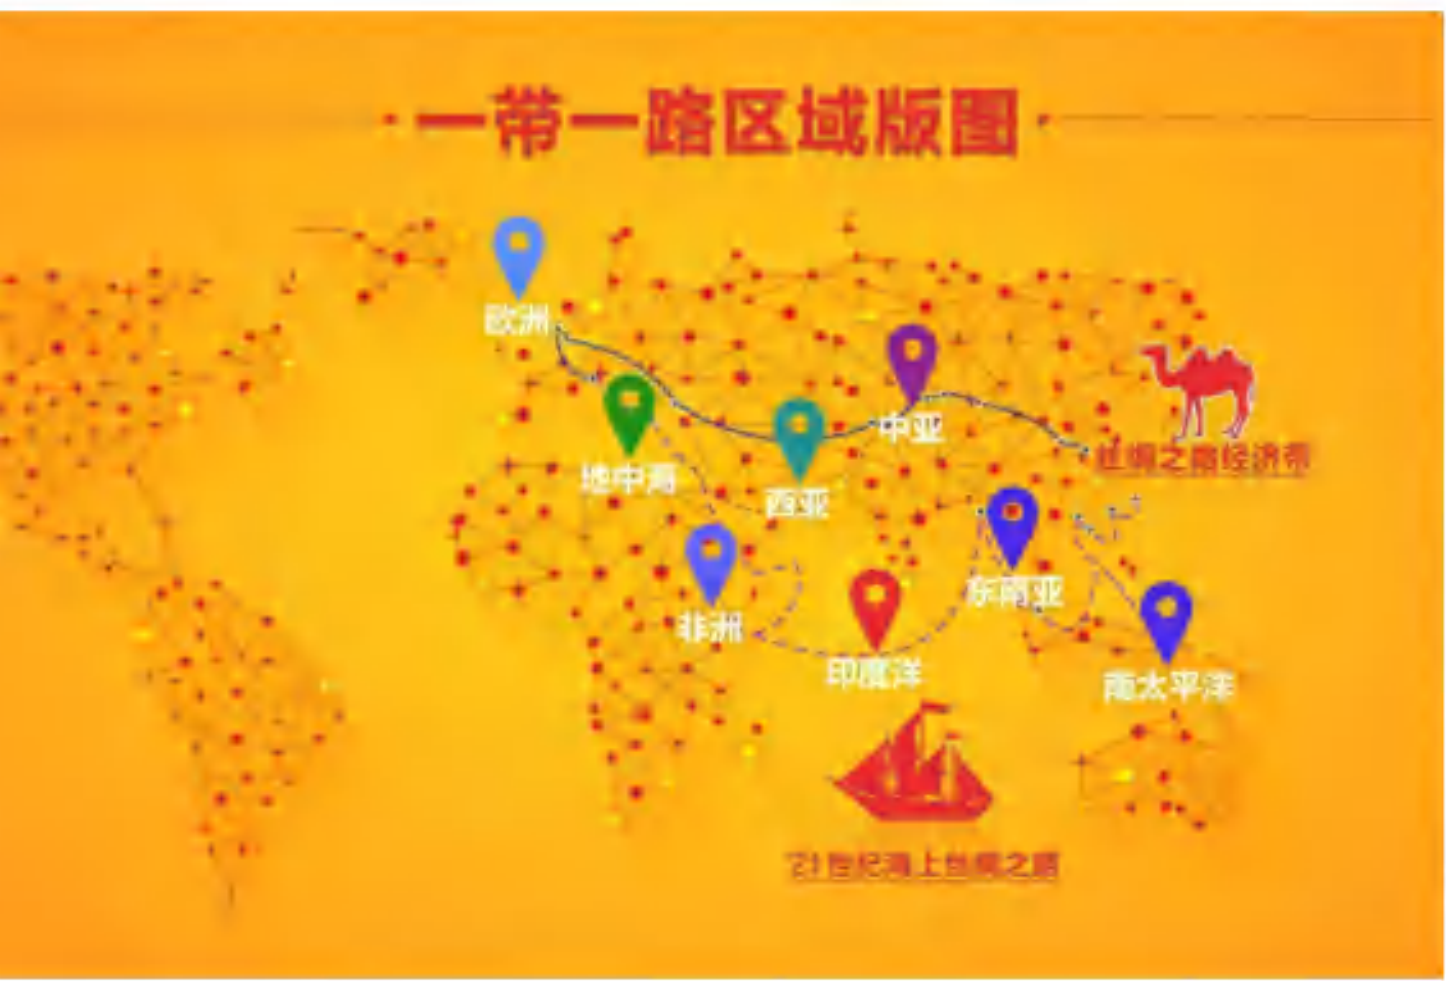 一带一路区域版图
欧洲
中亚
地中海
西亚
丝绸之路经济带
非洲
东南亚
印度洋
南太平洋
21世纪海上丝绸之路